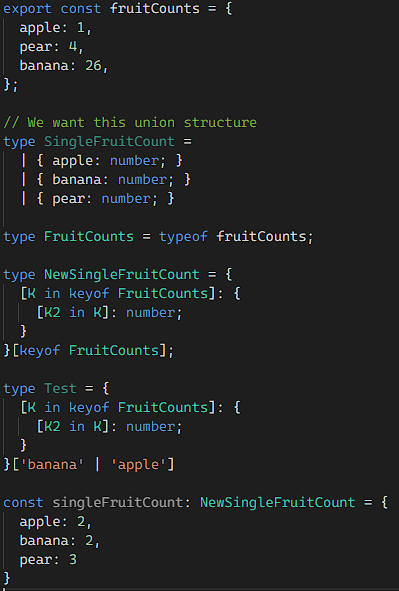 export const fruitCounts = {
  apple: 1,
  pear: 4,
  banana: 26,
};
// We want this union structure
type SingleFruitCount =
  | { apple: number; }
  | { banana: number; }
  | { pear: number; }
type FruitCounts = typeof fruitCounts;
type NewSingleFruitCount = {
  [K in keyof FruitCounts]: {
    [K2 in K]: number;
  }
}[keyof FruitCounts];
type Test = {
  [K in keyof FruitCounts]: {
    [K2 in K]: number;
  }
}['banana' | 'apple']
const singleFruitCount: NewSingleFruitCount = {
  apple: 2,
  banana: 2,
  pear: 3
}